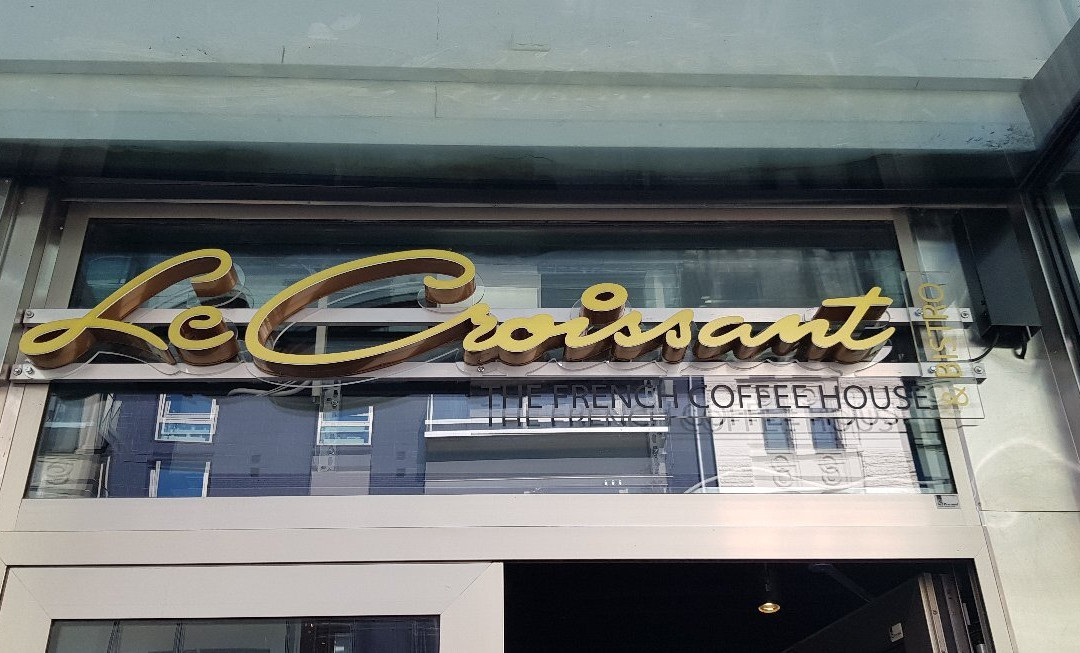 Le Croissant
THE FRENCH COFFEE HOUSE
& BISTRO